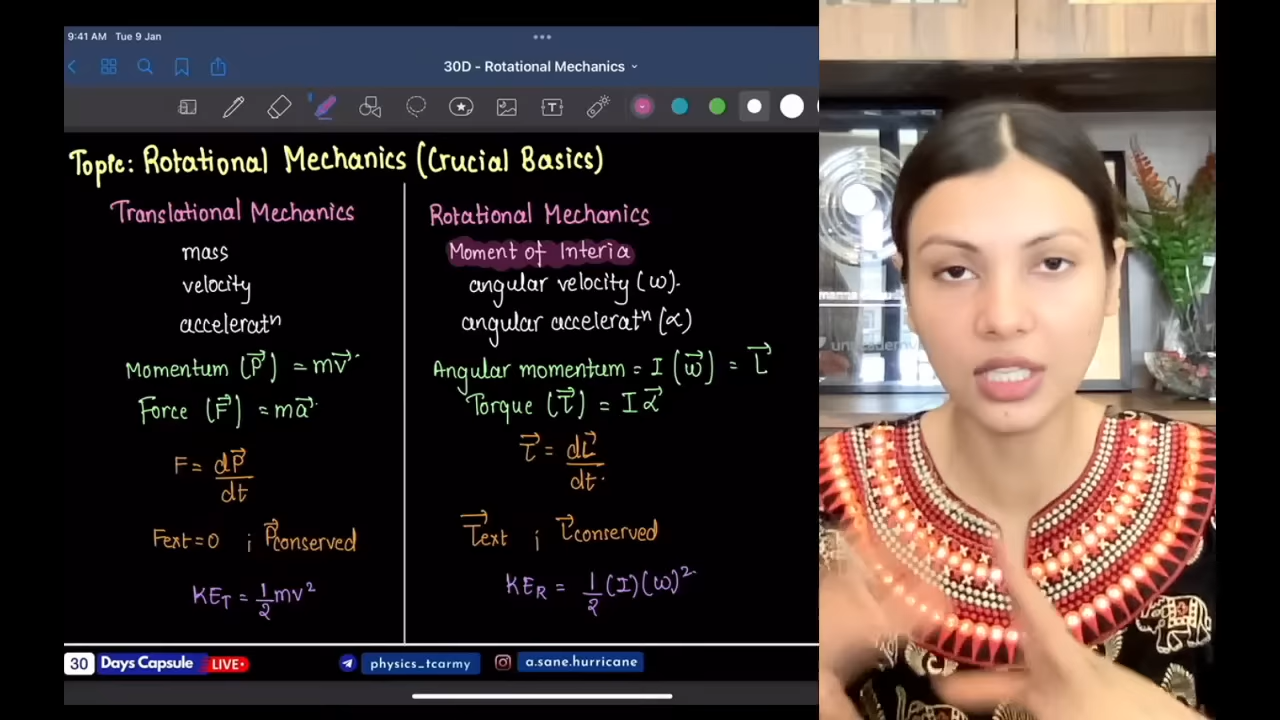 9:41 AM Tue 9 Jan
30D - Rotational Mechanics
Topic: Rotational Mechanics (Crucial Basics)
Translational Mechanics
mass
velocity
acceleratⁿ
Momentum (P⃗) = mv⃗
Force (F⃗) = ma⃗
F = dP⃗/dt
Fext = 0 ; P⃗conserved
KE_T = 1/2 mv²
Rotational Mechanics
Moment of Interia
angular velocity (ω).
angular acceleratⁿ (α)
Angular momentum = I (ω⃗) = L⃗
Torque (τ⃗) = I α⃗
τ⃗ = dL⃗/dt.
τ⃗ext ; L⃗conserved
KE_R = 1/2 (I)(ω)²
30 Days Capsule LIVE
physics_tcarmy
a.sane.hurricane